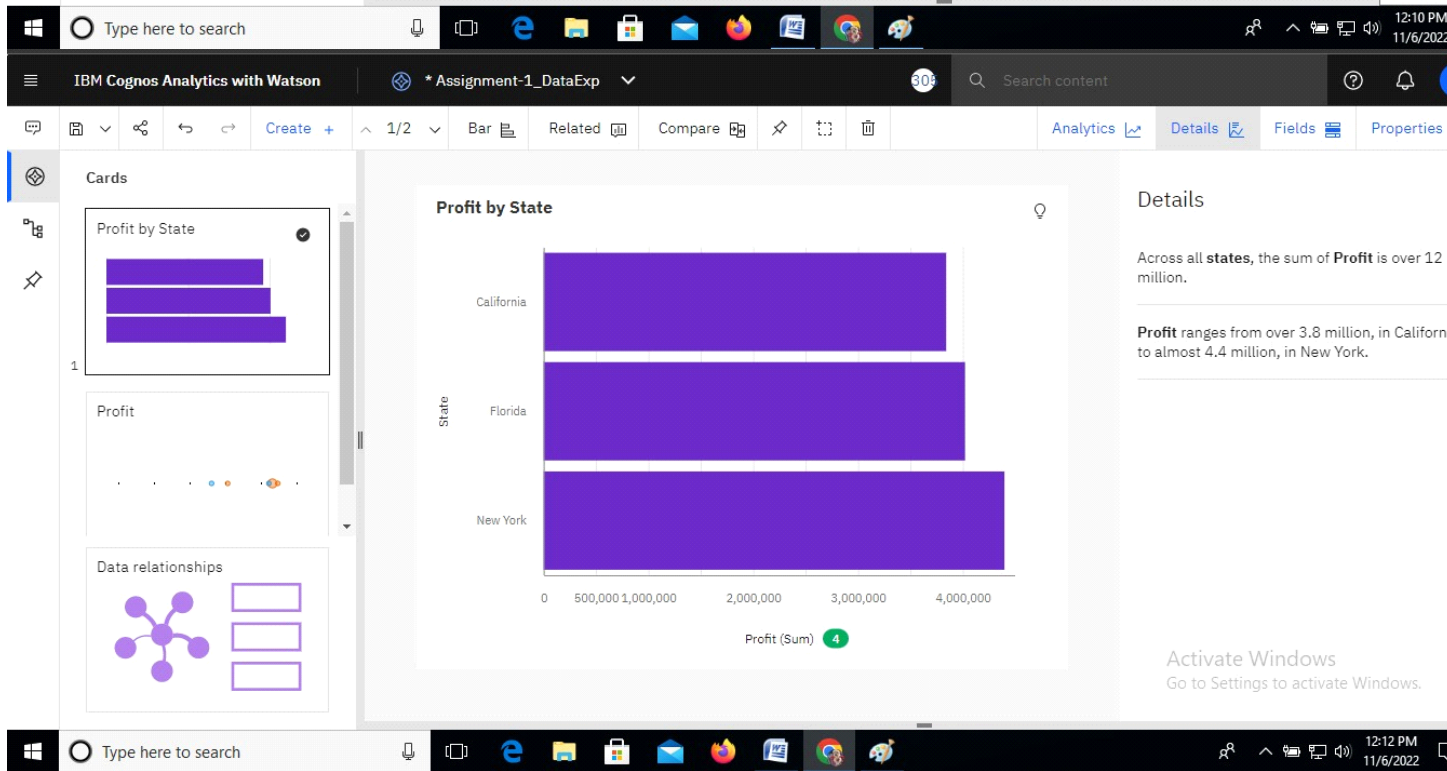 Type here to search
12:10 PM
11/6/2022
IBM Cognos Analytics with Watson
* Assignment-1_DataExp
305
Search content
Create +
1/2
Bar
Related
Compare
Analytics
Details
Fields
Properties
Cards
Profit by State
1
Profit
Data relationships
Profit by State
State
California
Florida
New York
0 500,000 1,000,000 2,000,000 3,000,000 4,000,000
Profit (Sum) 4
Details
Across all states, the sum of Profit is over 12
million.
Profit ranges from over 3.8 million, in Californ
to almost 4.4 million, in New York.
Activate Windows
Go to Settings to activate Windows.
Type here to search
12:12 PM
11/6/2022